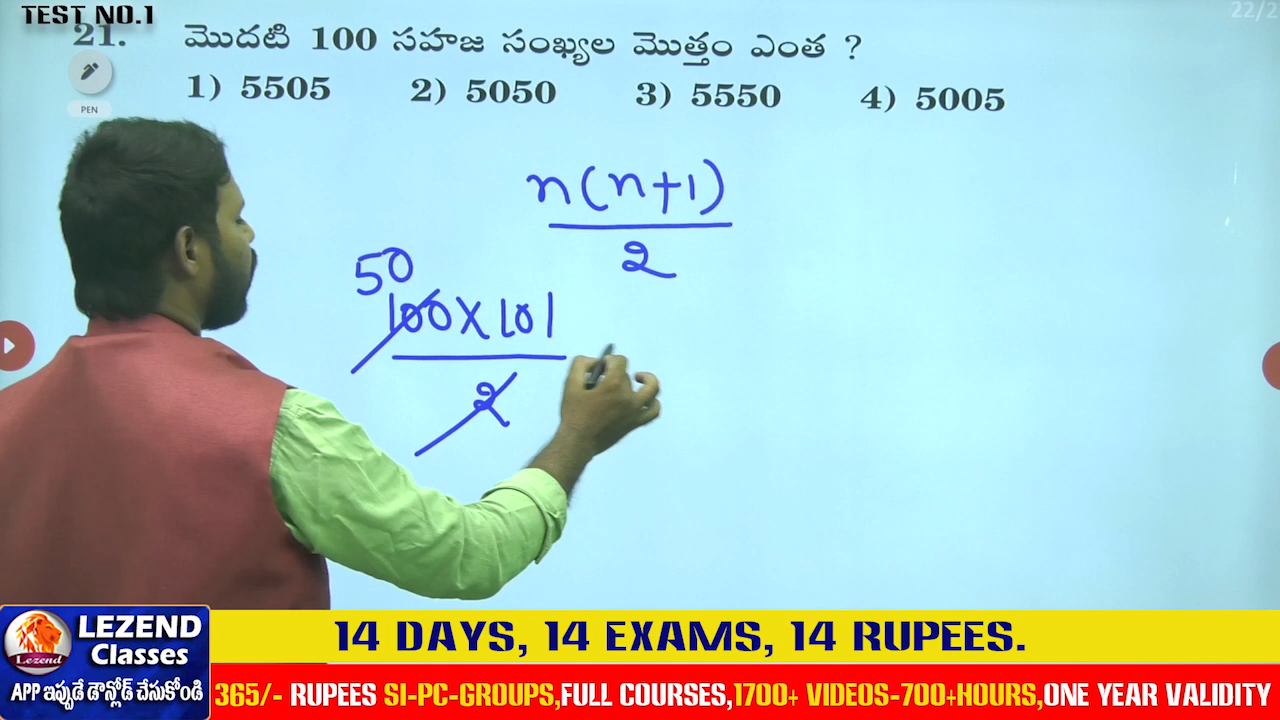 TEST NO.1
22/2
21. మొదటి 100 సహజ సంఖ్యల మొత్తం ఎంత ?
PEN
1) 5505 2) 5050 3) 5550 4) 5005
n(n+1)
2
50
100x101
2
LEZEND
Classes
Lezend
APP ఇప్పుడే డౌన్లోడ్ చేసుకోండి
14 DAYS, 14 EXAMS, 14 RUPEES.
365/- RUPEES SI-PC-GROUPS,FULL COURSES,1700+ VIDEOS-700+HOURS,ONE YEAR VALIDITY